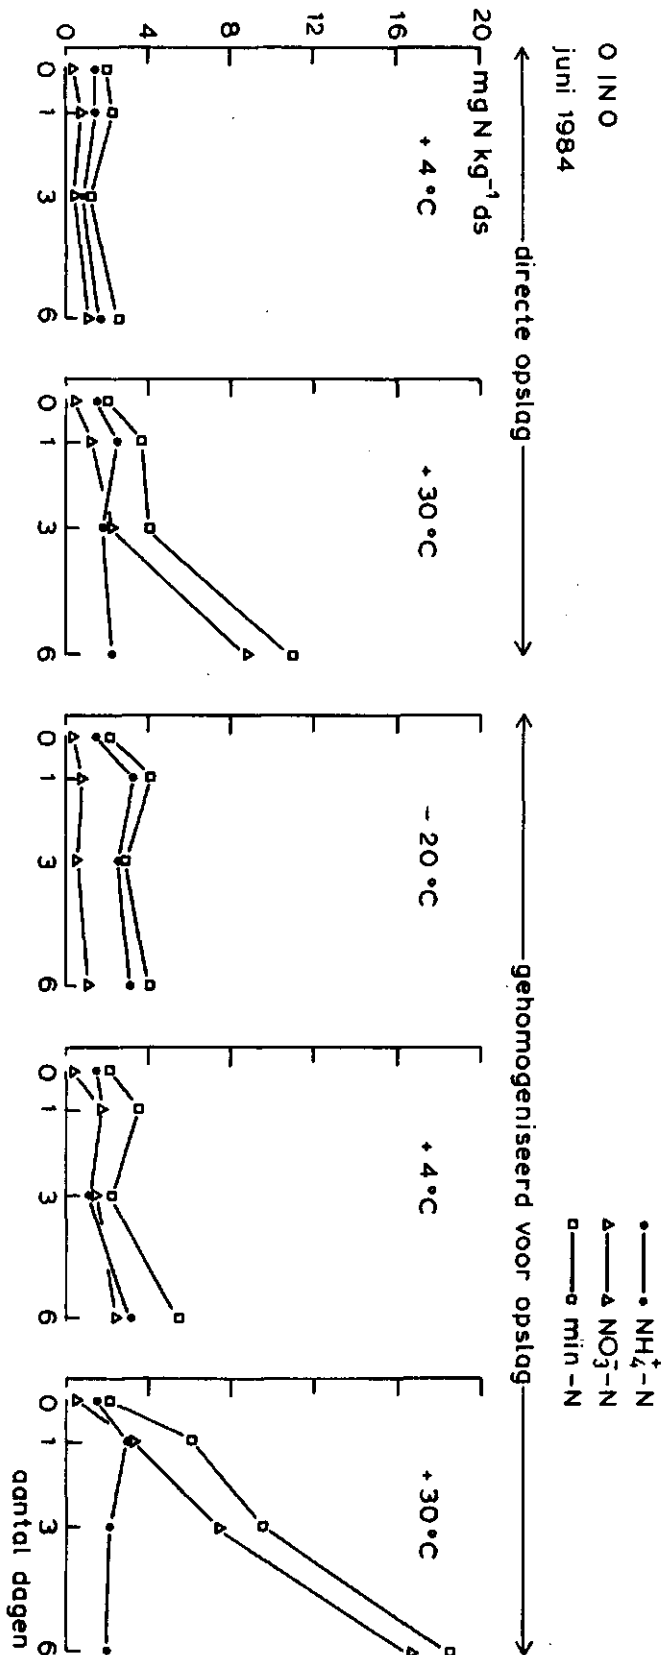 O IN O
juni 1984
NH₄⁺-N
NO₃⁻-N
min-N
directe opslag
gehomogeniseerd voor opslag
mg N kg⁻¹ ds
20
16
12
8
4
0
+ 4 °C
+ 30 °C
- 20 °C
+ 4 °C
+ 30 °C
0 1 3 6
0 1 3 6
0 1 3 6
0 1 3 6
0 1 3 6
aantal dagen